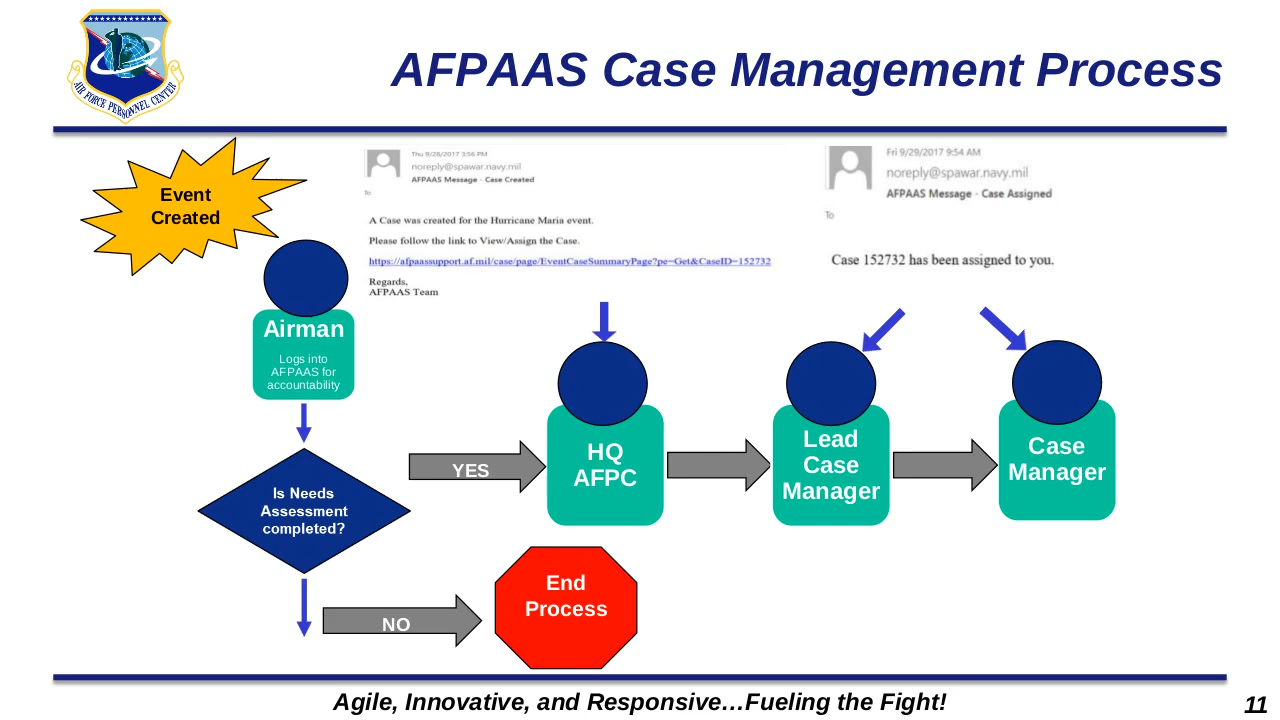 AFPAAS Case Management Process
AIR FORCE PERSONNEL CENTER
Event
Created
Thu 9/28/2017 3:56 PM
noreply@spawar.navy.mil
AFPAAS Message - Case Created
To
A Case was created for the Hurricane Maria event.
Please follow the link to View/Assign the Case.
https://afpaassupport.af.mil/case/page/EventCaseSummaryPage?pe=Get&CaseID=152732
Regards,
AFPAAS Team
Fri 9/29/2017 9:54 AM
noreply@spawar.navy.mil
AFPAAS Message - Case Assigned
To
Case 152732 has been assigned to you.
Airman
Logs into
AFPAAS for
accountability
Is Needs
Assessment
completed?
YES
HQ
AFPC
Lead
Case
Manager
Case
Manager
NO
End
Process
Agile, Innovative, and Responsive…Fueling the Fight!
11